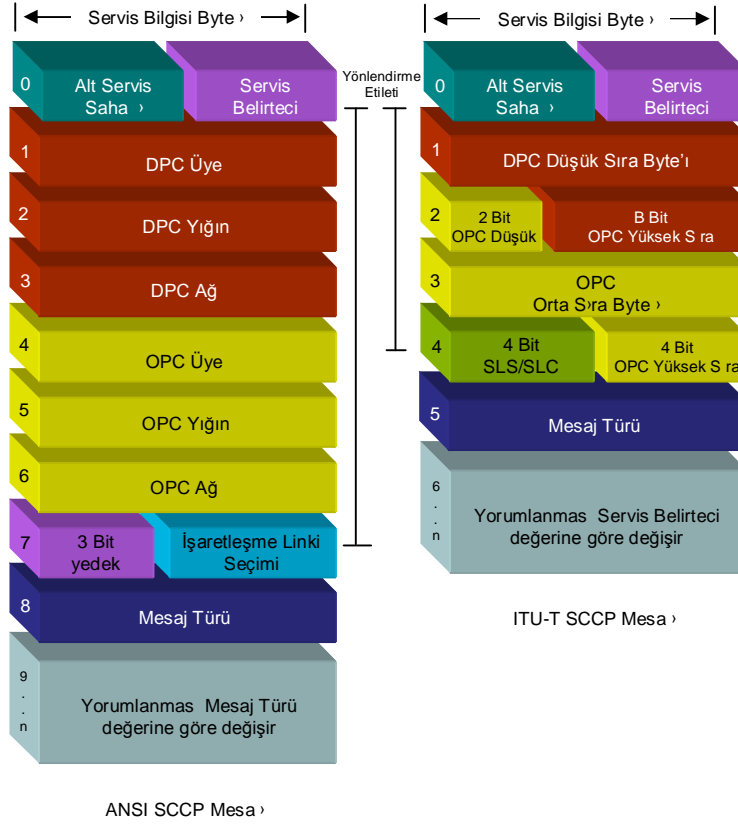 Servis Bilgisi Byte ›
0
Alt Servis
Saha ›
Servis
Belirteci
1
DPC Üye
2
DPC Yığın
3
DPC Ağ
4
OPC Üye
5
OPC Yığın
6
OPC Ağ
7
3 Bit
yedek
İşaretleşme Linki
Seçimi
8
Mesaj Türü
9
.
.
n
Yorumlanmas Mesaj Türü
değerine göre değişir
ANSI SCCP Mesa ›
Yönlendirme
Etileti
Servis Bilgisi Byte ›
0
Alt Servis
Saha ›
Servis
Belirteci
1
DPC Düşük Sıra Byte'ı
2
2 Bit
OPC Düşük
B Bit
OPC Yüksek S ra
3
OPC
Orta S›ra Byte ›
4
4 Bit
SLS/SLC
4 Bit
OPC Yüksek S ra
5
Mesaj Türü
6
.
.
n
Yorumlanmas Servis Belirteci
değerine göre değişir
ITU-T SCCP Mesa ›